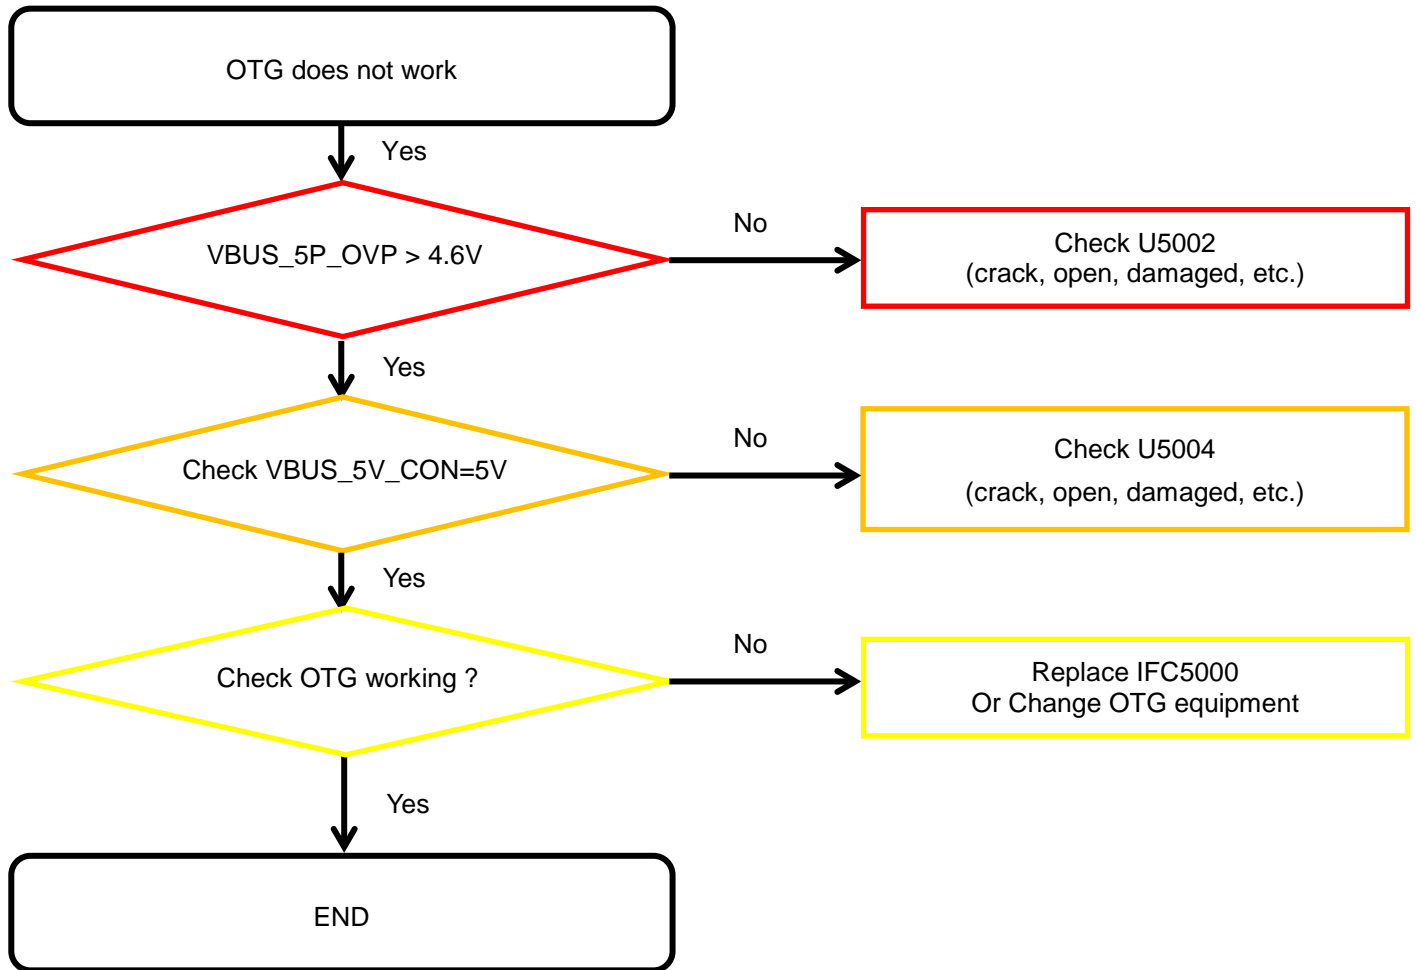 OTG does not work
Yes
VBUS_5P_OVP > 4.6V
No
Check U5002
(crack, open, damaged, etc.)
Yes
Check VBUS_5V_CON=5V
No
Check U5004
(crack, open, damaged, etc.)
Yes
Check OTG working ?
No
Replace IFC5000
Or Change OTG equipment
Yes
END